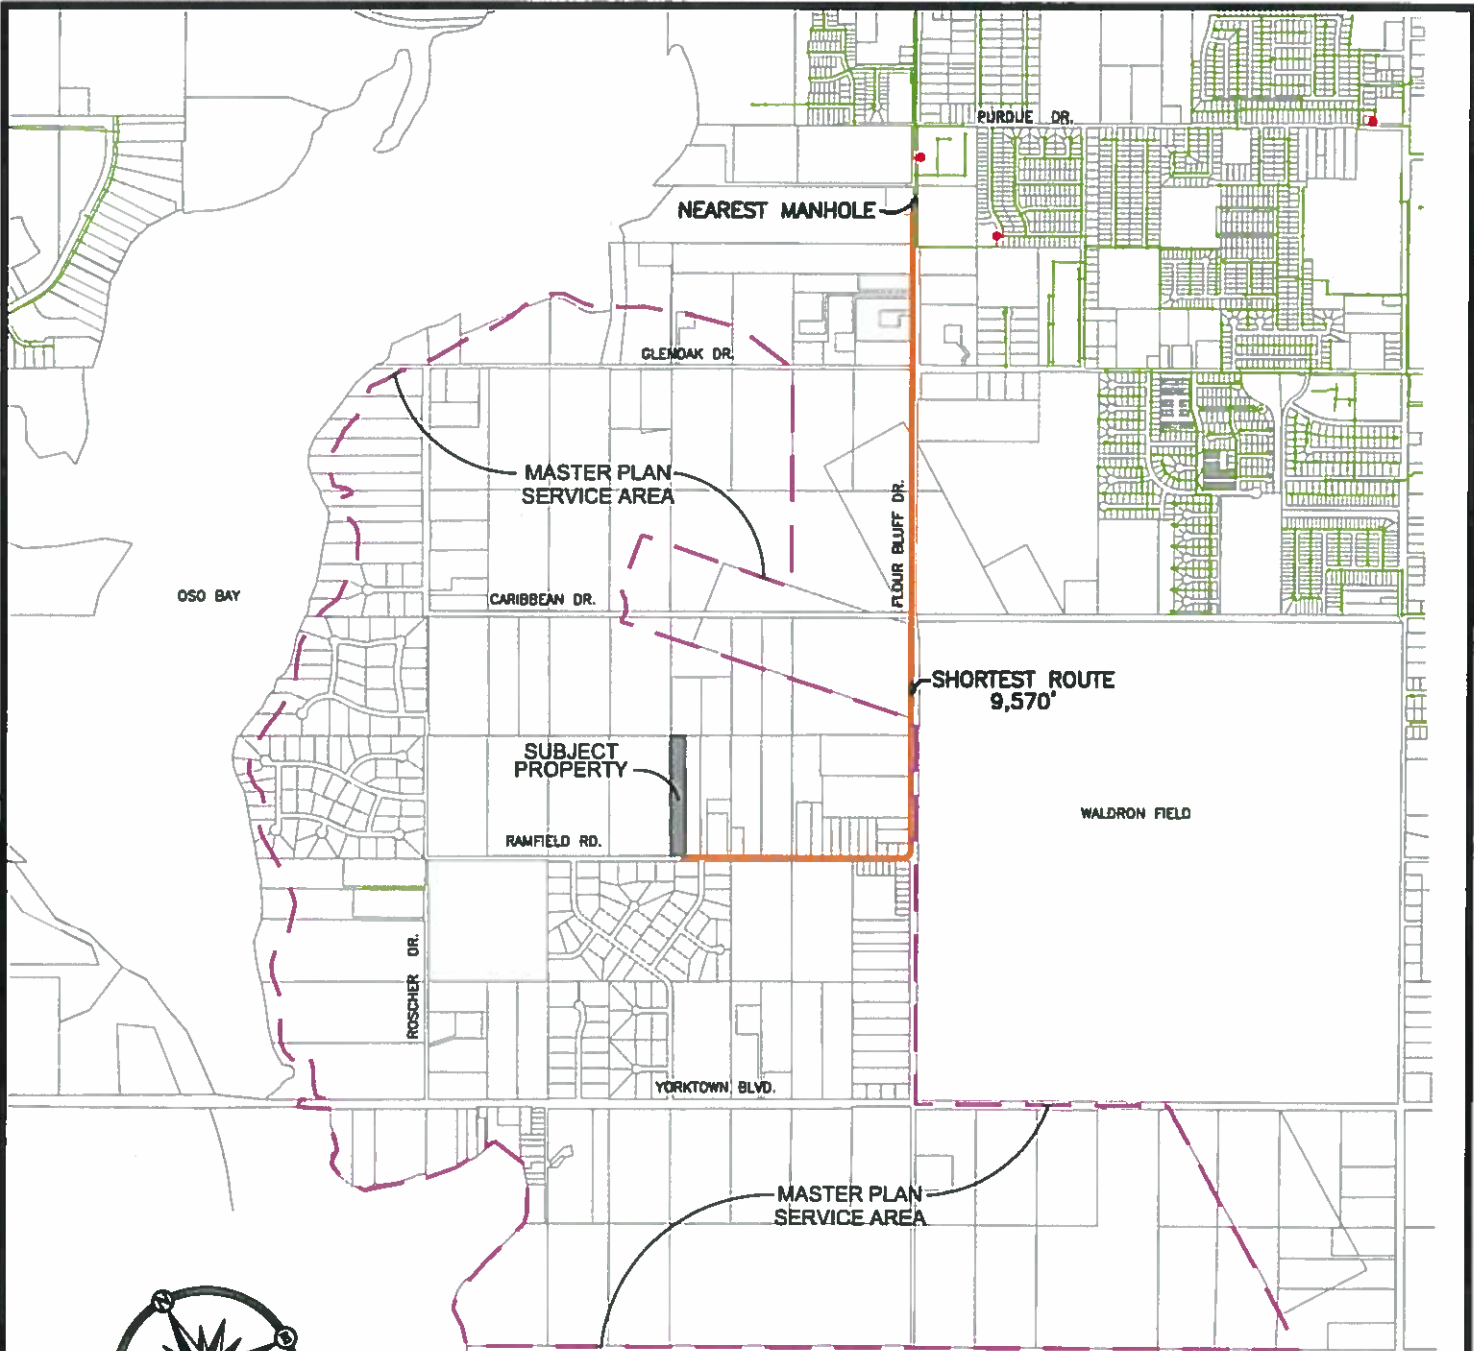 PURDUE DR.
NEAREST MANHOLE
GLENOAK DR.
MASTER PLAN
SERVICE AREA
FLOUR BLUFF DR.
OSO BAY
CARIBBEAN DR.
SHORTEST ROUTE
9,570'
SUBJECT
PROPERTY
WALDRON FIELD
RAMFIELD RD.
ROSCHER DR.
YORKTOWN BLVD.
MASTER PLAN
SERVICE AREA
N